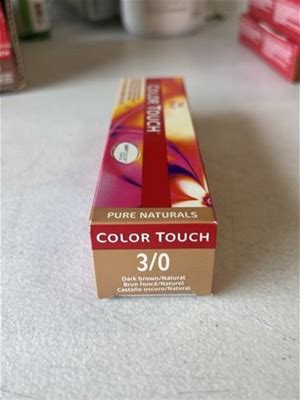 COLOR TOUCH
PURE NATURALS
COLOR TOUCH
3/0
Dark brown/Natural
Brun foncé/Naturel
Castaño oscuro/Natural